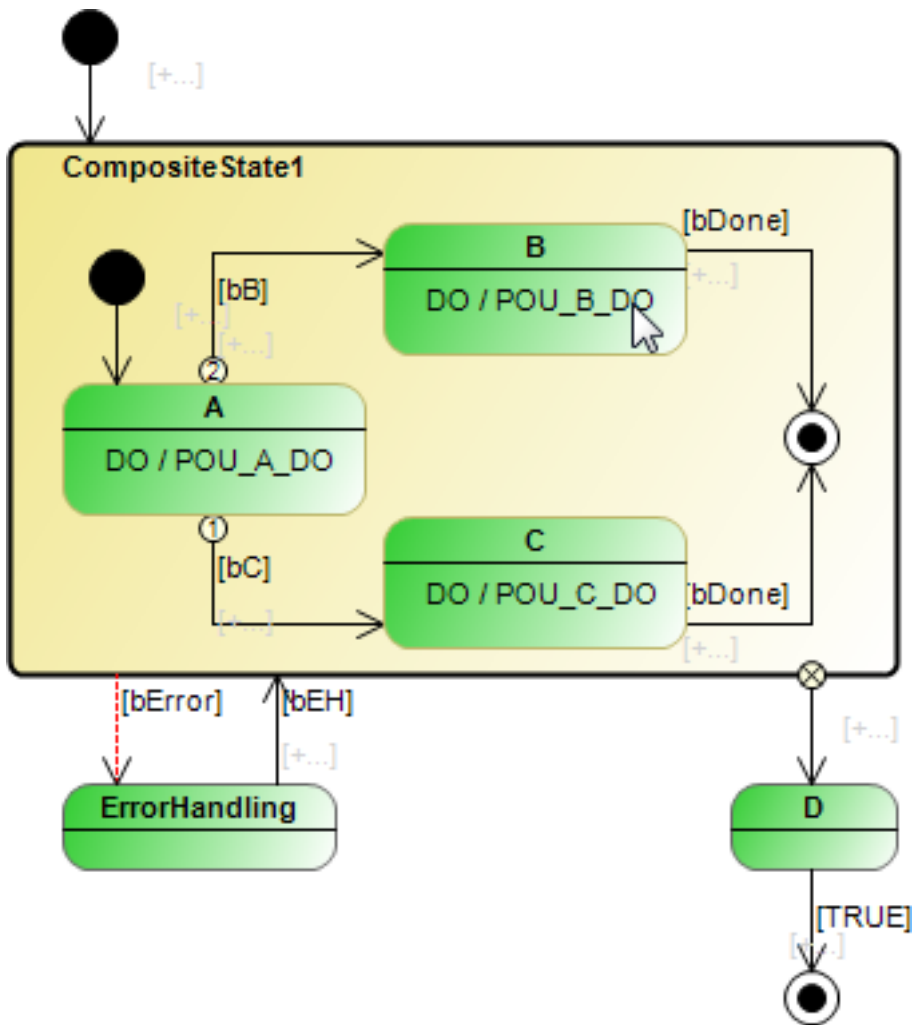 [+...]
CompositeState1
[bDone]
B
[+...]
[bB]
DO / POU_B_DO
[+...]
[+...]
2
A
DO / POU_A_DO
1
C
[bC]
DO / POU_C_DO
[bDone]
[+...]
[+...]
[bError]
[bEH]
[+...]
[+...]
ErrorHandling
D
[TRUE]
[+...]